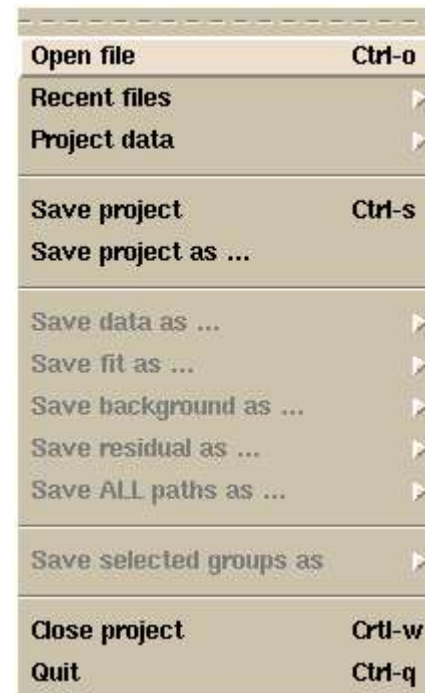 Open file Ctrl-o
Recent files
Project data
Save project Ctrl-s
Save project as ...
Save data as ...
Save fit as ...
Save background as ...
Save residual as ...
Save ALL paths as ...
Save selected groups as
Close project Crtl-w
Quit Ctrl-q